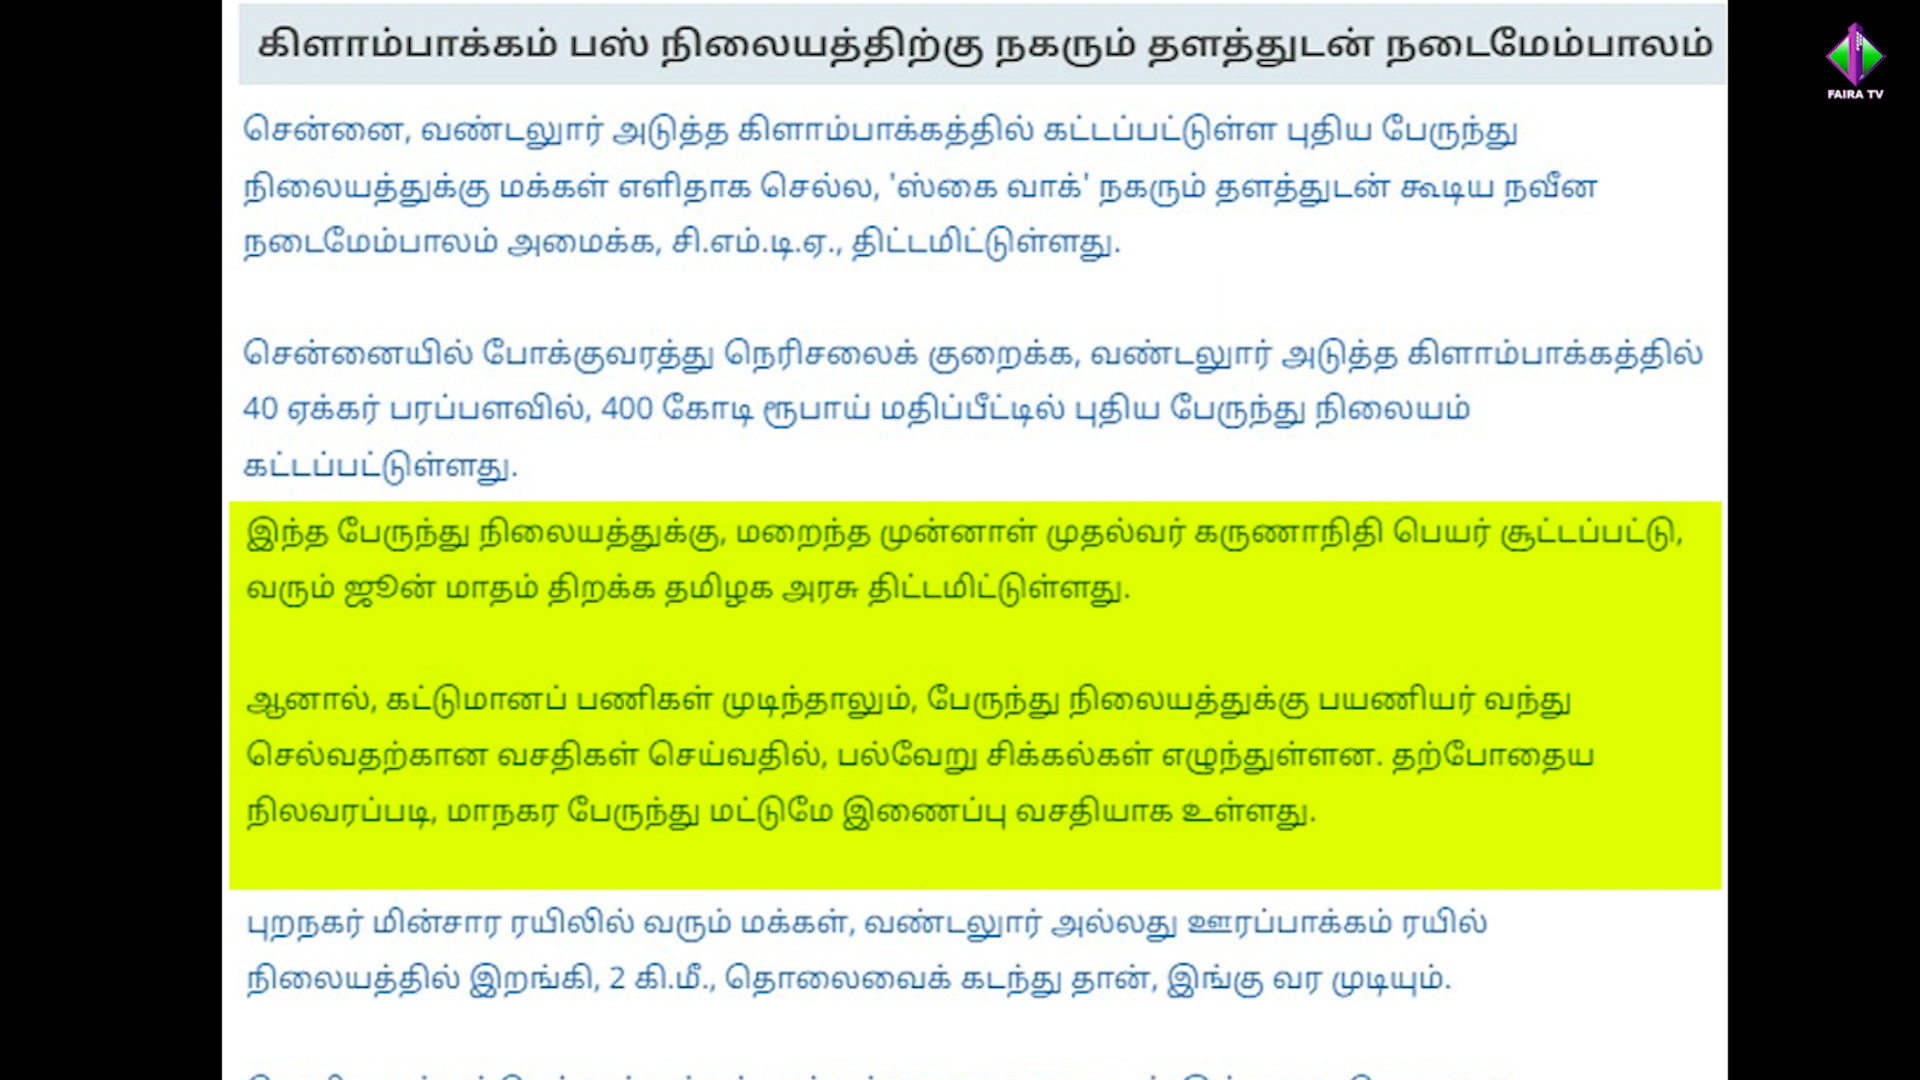 கிளாம்பாக்கம் பஸ் நிலையத்திற்கு நகரும் தளத்துடன் நடைமேம்பாலம்
FAIRA TV
சென்னை, வண்டலுார் அடுத்த கிளாம்பாக்கத்தில் கட்டப்பட்டுள்ள புதிய பேருந்து
நிலையத்துக்கு மக்கள் எளிதாக செல்ல, 'ஸ்கை வாக்' நகரும் தளத்துடன் கூடிய நவீன
நடைமேம்பாலம் அமைக்க, சி.எம்.டி.ஏ., திட்டமிட்டுள்ளது.
சென்னையில் போக்குவரத்து நெரிசலைக் குறைக்க, வண்டலுார் அடுத்த கிளாம்பாக்கத்தில்
40 ஏக்கர் பரப்பளவில், 400 கோடி ரூபாய் மதிப்பீட்டில் புதிய பேருந்து நிலையம்
கட்டப்பட்டுள்ளது.
இந்த பேருந்து நிலையத்துக்கு, மறைந்த முன்னாள் முதல்வர் கருணாநிதி பெயர் சூட்டப்பட்டு,
வரும் ஜூன் மாதம் திறக்க தமிழக அரசு திட்டமிட்டுள்ளது.
ஆனால், கட்டுமானப் பணிகள் முடிந்தாலும், பேருந்து நிலையத்துக்கு பயணியர் வந்து
செல்வதற்கான வசதிகள் செய்வதில், பல்வேறு சிக்கல்கள் எழுந்துள்ளன. தற்போதைய
நிலவரப்படி, மாநகர பேருந்து மட்டுமே இணைப்பு வசதியாக உள்ளது.
புறநகர் மின்சார ரயிலில் வரும் மக்கள், வண்டலுார் அல்லது ஊரப்பாக்கம் ரயில்
நிலையத்தில் இறங்கி, 2 கி.மீ., தொலைவைக் கடந்து தான், இங்கு வர முடியும்.